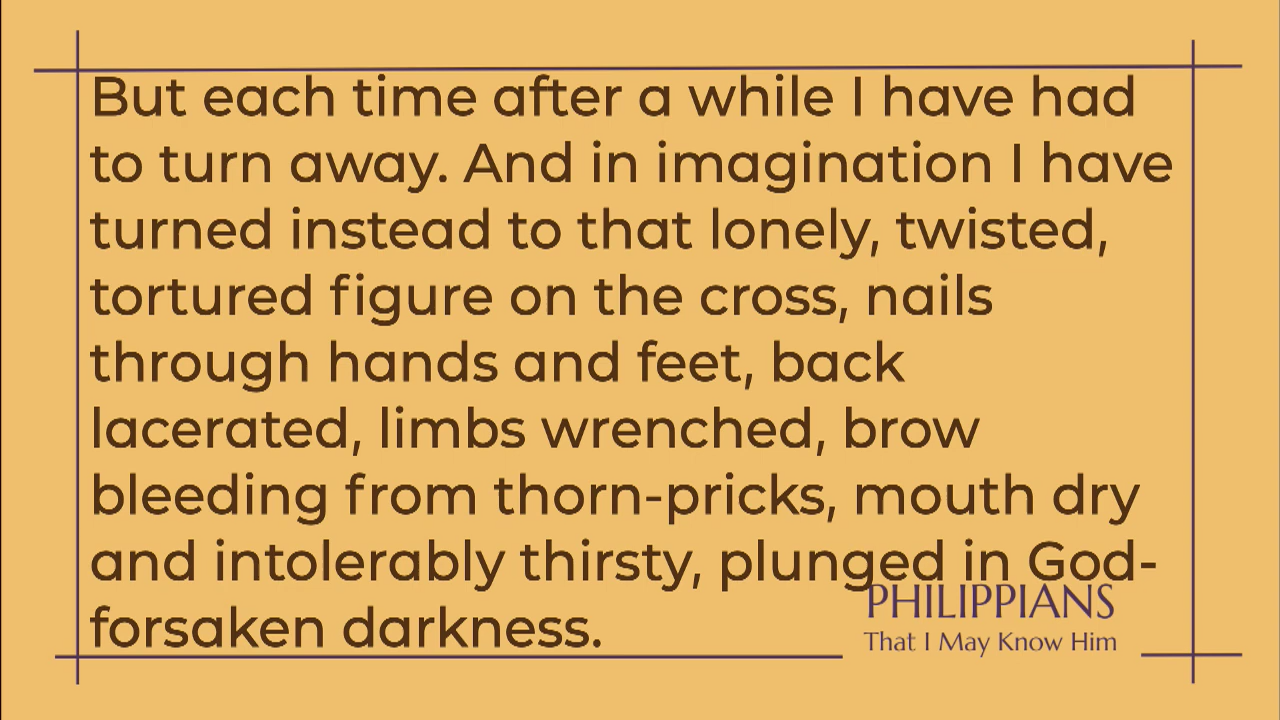 But each time after a while I have had
to turn away. And in imagination I have
turned instead to that lonely, twisted,
tortured figure on the cross, nails
through hands and feet, back
lacerated, limbs wrenched, brow
bleeding from thorn-pricks, mouth dry
and intolerably thirsty, plunged in God-
forsaken darkness.
PHILIPPIANS
That I May Know Him